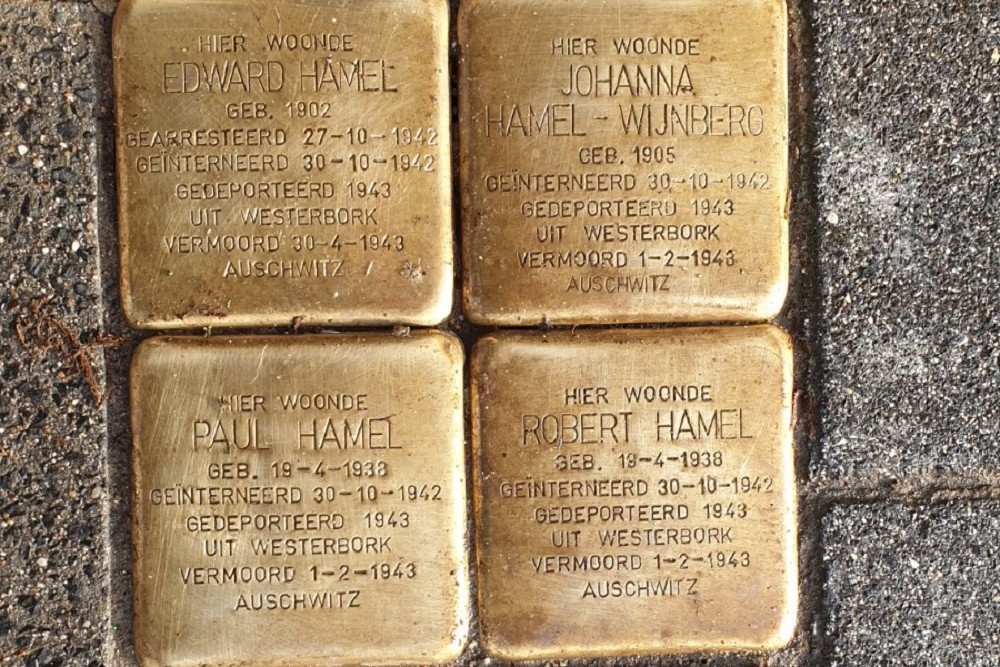 HIER WOONDE
EDWARD HAMEL
GEB. 1902
GEARRESTEERD 27-10-1942
GEÏNTERNEERD 30-10-1942
GEDEPORTEERD 1943
UIT WESTERBORK
VERMOORD 30-4-1943
AUSCHWITZ
HIER WOONDE
JOHANNA
HAMEL-WIJNBERG
GEB. 1905
GEÏNTERNEERD 30-10-1942
GEDEPORTEERD 1943
UIT WESTERBORK
VERMOORD 1-2-1943
AUSCHWITZ
HIER WOONDE
PAUL HAMEL
GEB. 19-4-1938
GEÏNTERNEERD 30-10-1942
GEDEPORTEERD 1943
UIT WESTERBORK
VERMOORD 1-2-1943
AUSCHWITZ
HIER WOONDE
ROBERT HAMEL
GEB. 19-4-1938
GEÏNTERNEERD 30-10-1942
GEDEPORTEERD 1943
UIT WESTERBORK
VERMOORD 1-2-1943
AUSCHWITZ